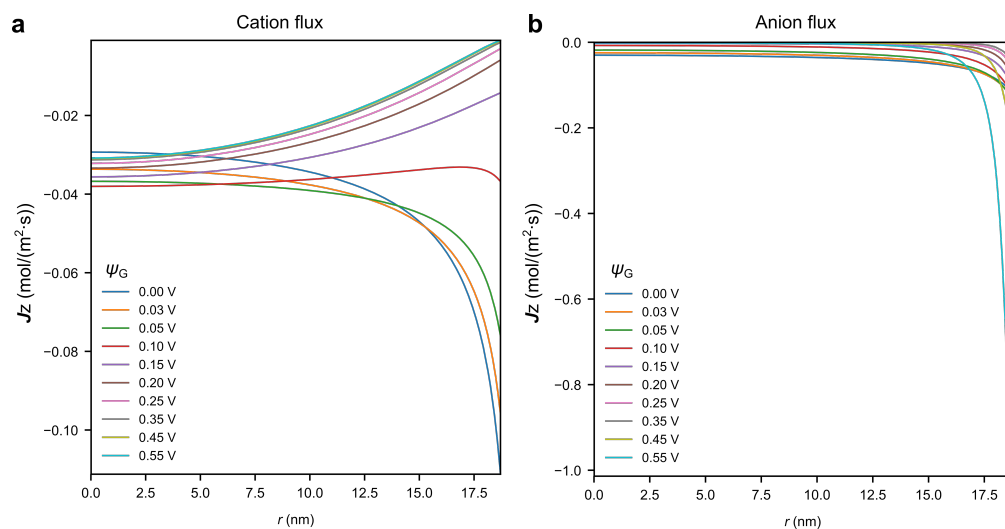 a
Cation flux
−0.02
−0.04
−0.06
−0.08
−0.10
Jz (mol/(m²·s))
ψG
0.00 V
0.03 V
0.05 V
0.10 V
0.15 V
0.20 V
0.25 V
0.35 V
0.45 V
0.55 V
0.0
2.5
5.0
7.5
10.0
12.5
15.0
17.5
r (nm)
b
Anion flux
0.0
−0.2
−0.4
−0.6
−0.8
−1.0
Jz (mol/(m²·s))
ψG
0.00 V
0.03 V
0.05 V
0.10 V
0.15 V
0.20 V
0.25 V
0.35 V
0.45 V
0.55 V
0.0
2.5
5.0
7.5
10.0
12.5
15.0
17.5
r (nm)